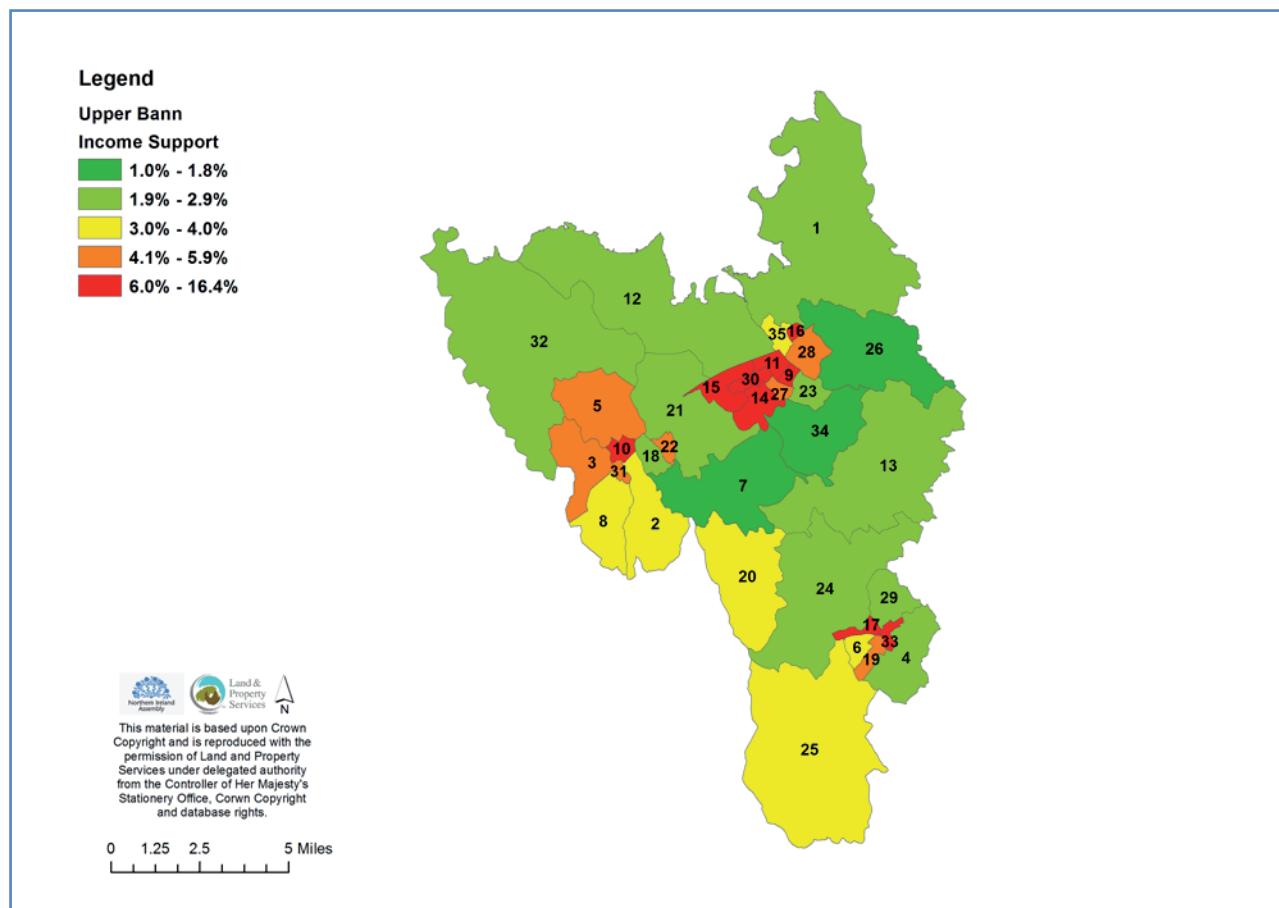 Legend
Upper Bann
Income Support
1.0% - 1.8%
1.9% - 2.9%
3.0% - 4.0%
4.1% - 5.9%
6.0% - 16.4%
1
12
32
35
16
28
26
11
9
30
15
14
27
23
21
5
34
10
22
18
3
31
13
7
8
2
20
24
29
17
33
6
19
4
25
Northern Ireland
Assembly
Land &
Property
Services
N
This material is based upon Crown
Copyright and is reproduced with the
permission of Land and Property
Services under delegated authority
from the Controller of Her Majesty's
Stationery Office, Corwn Copyright
and database rights.
0 1.25 2.5 5 Miles